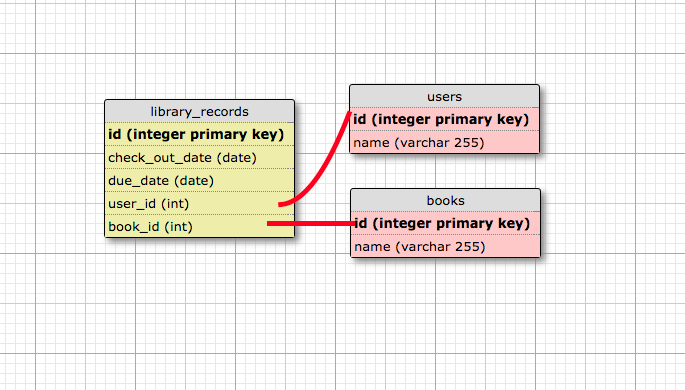 library_records
id (integer primary key)
check_out_date (date)
due_date (date)
user_id (int)
book_id (int)
users
id (integer primary key)
name (varchar 255)
books
id (integer primary key)
name (varchar 255)